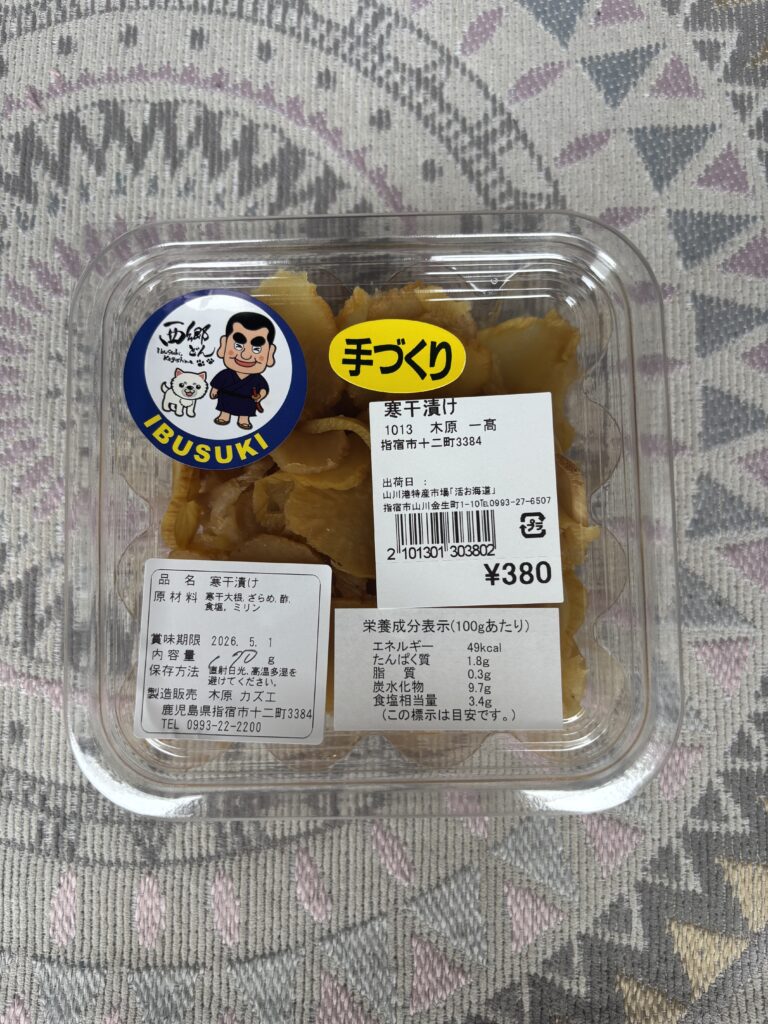 西郷どん
Ibusuki, Kagoshima
IBUSUKI
手づくり
寒干漬け
1013 木原 一高
指宿市十二町3384
出荷日：
山川港特産市場｢活お海道｣
指宿市山川金生町1-10℡0993-27-6507
2 101301 303802
プラ
¥380
品 名 寒干漬け
原材料 寒干大根，ざらめ，酢，
食塩，ミリン
賞味期限 2026. 5. 1
内容量 g
保存方法 直射日光、高温多湿を
避けてください。
製造販売 木原 カズエ
鹿児島県指宿市十二町3384
TEL 0993-22-2200
栄養成分表示(100gあたり)
エネルギー 49kcal
たんぱく質 1.8g
脂 質 0.3g
炭水化物 9.7g
食塩相当量 3.4g
(この標示は目安です。)